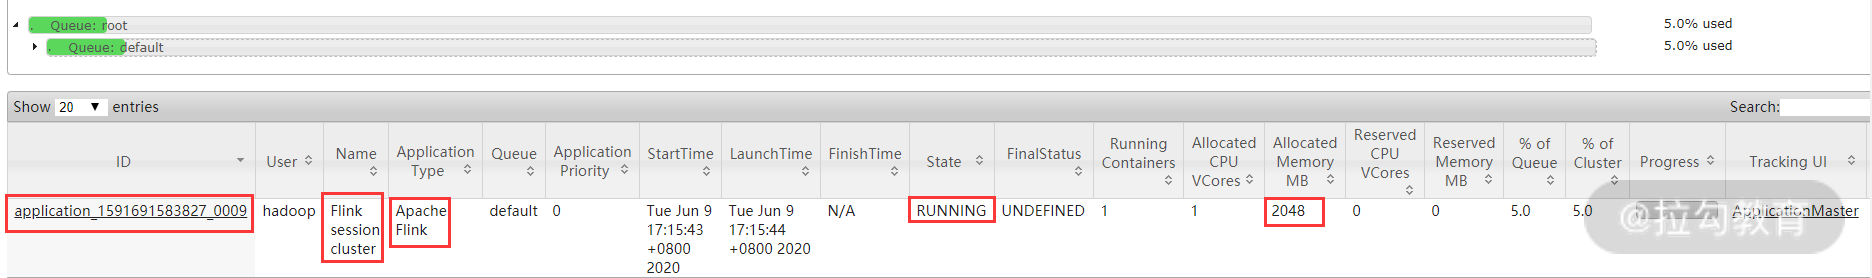 . Queue: root 5.0% used
. Queue: default 5.0% used
Show 20 entries Search:
ID User Name Application Type Queue Application Priority StartTime LaunchTime FinishTime State FinalStatus Running Containers Allocated CPU VCores Allocated Memory MB Reserved CPU VCores Reserved Memory MB % of Queue % of Cluster Progress Tracking UI
application_1591691583827_0009 hadoop Flink session cluster Apache Flink default 0 Tue Jun 9 17:15:43 +0800 2020 Tue Jun 9 17:15:44 +0800 2020 N/A RUNNING UNDEFINED 1 1 2048 0 0 5.0 5.0 ApplicationMaster
@拉勾教育